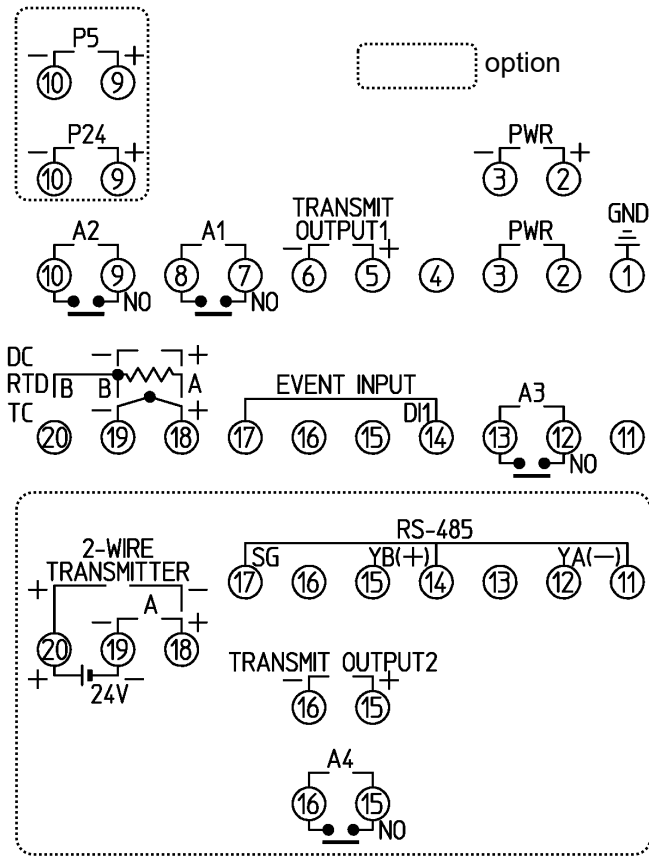 P5
− +
⑩ ⑨
option
P24
− +
⑩ ⑨
PWR
− +
③ ②
A2
⑩ ⑨
NO
A1
⑧ ⑦
NO
TRANSMIT
OUTPUT1
− +
⑥ ⑤
④
PWR
③ ②
GND
①
DC − +
RTD B B A
TC − +
⑳ ⑲ ⑱
EVENT INPUT
DI1
⑰ ⑯ ⑮ ⑭
A3
⑬ ⑫ ⑪
NO
2-WIRE
TRANSMITTER
+ −
A
− +
⑳ ⑲ ⑱
+ 24V −
RS-485
SG YB(+) YA(−)
⑰ ⑯ ⑮ ⑭ ⑬ ⑫ ⑪
TRANSMIT OUTPUT2
− +
⑯ ⑮
A4
⑯ ⑮
NO